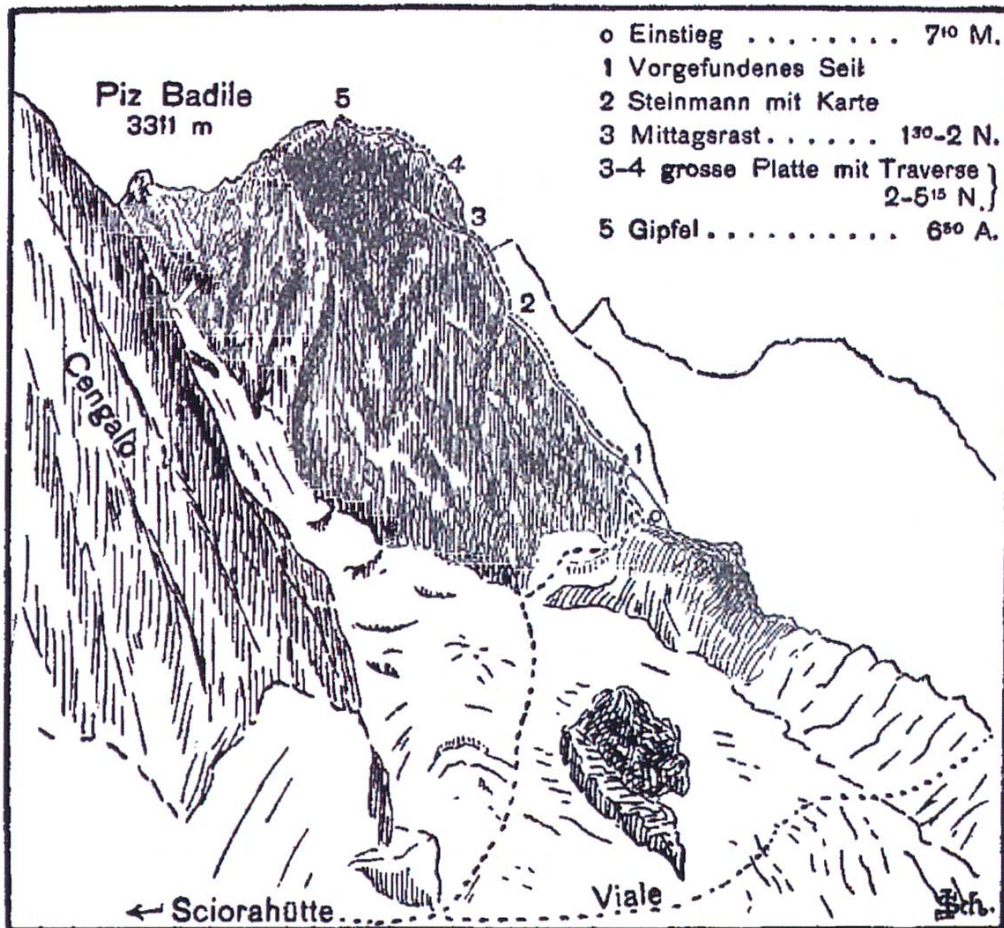 o Einstieg . . . . . . . . 7¹⁰ M.
1 Vorgefundenes Seil
2 Steinmann mit Karte
3 Mittagsrast . . . . . . 1³⁰-2 N.
3-4 grosse Platte mit Traverse }
2-5¹⁵ N.
5 Gipfel . . . . . . . . . . 6⁵⁰ A.
Piz Badile
3311 m
5
4
3
2
1
o
Cengalo
← Sciorahütte
Viale